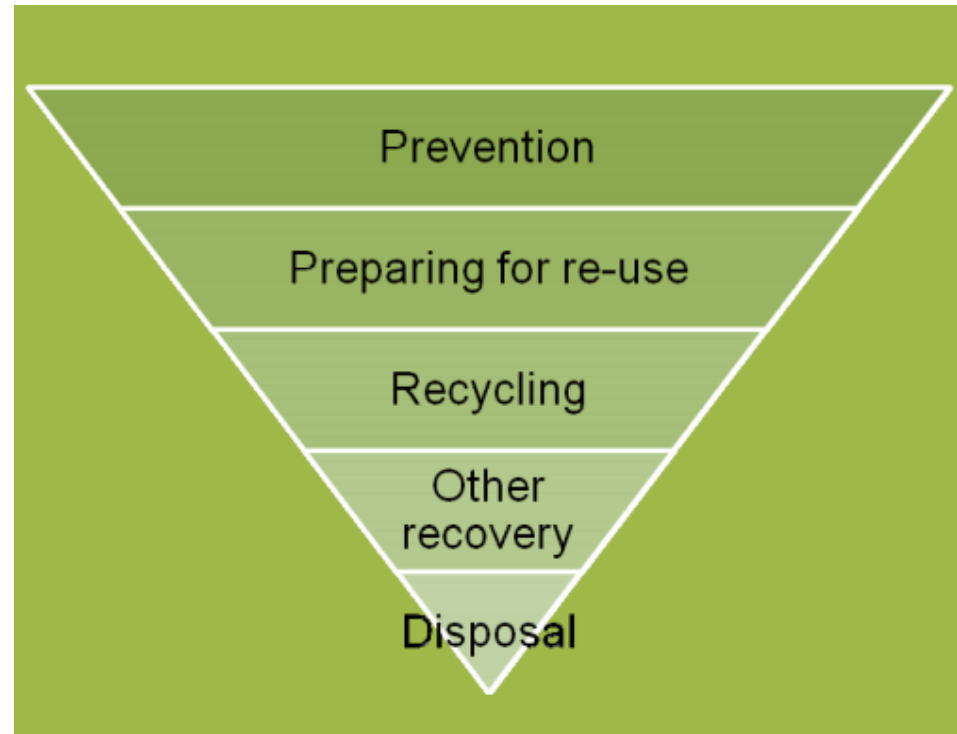 Prevention
Preparing for re-use
Recycling
Other
recovery
Disposal